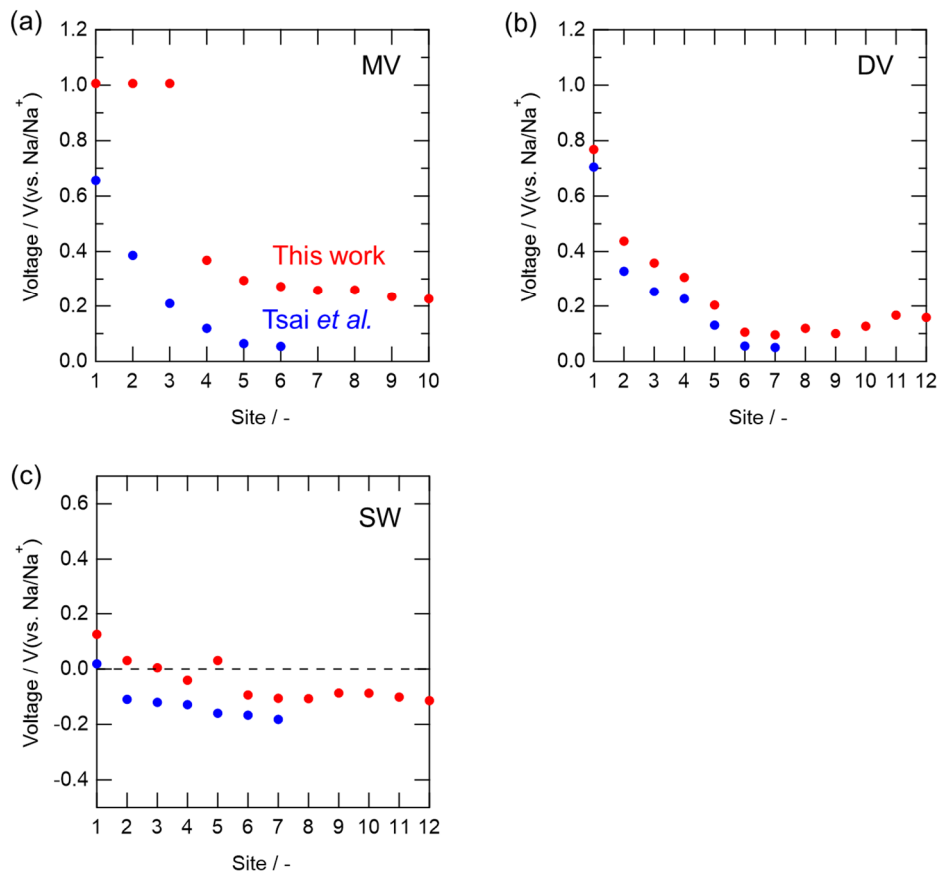 (a)
MV
1.2
1.0
0.8
0.6
0.4
0.2
0.0
Voltage / V(vs. Na/Na⁺)
This work
Tsai et al.
1 2 3 4 5 6 7 8 9 10
Site / -
(b)
DV
1.2
1.0
0.8
0.6
0.4
0.2
0.0
Voltage / V(vs. Na/Na⁺)
1 2 3 4 5 6 7 8 9 10 11 12
Site / -
(c)
SW
0.6
0.4
0.2
0.0
-0.2
-0.4
Voltage / V(vs. Na/Na⁺)
1 2 3 4 5 6 7 8 9 10 11 12
Site / -